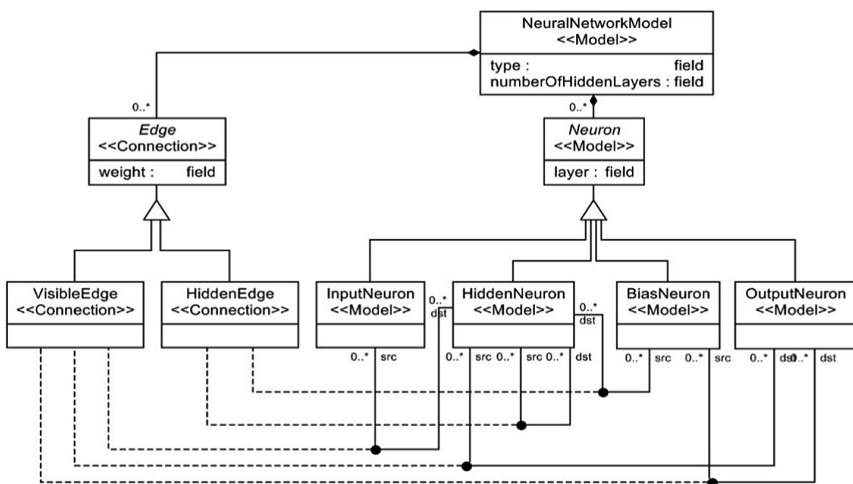 NeuralNetworkModel
<<Model>>
type : field
numberOfHiddenLayers : field
0..* 0..*
Edge
<<Connection>>
weight : field
Neuron
<<Model>>
layer : field
VisibleEdge
<<Connection>>
HiddenEdge
<<Connection>>
InputNeuron
<<Model>>
0..*
dst
HiddenNeuron
<<Model>>
0..*
dst
BiasNeuron
<<Model>>
OutputNeuron
<<Model>>
0..* src 0..* src 0..* src 0..* dst 0..* src 0..* src 0..* dst 0..* dst